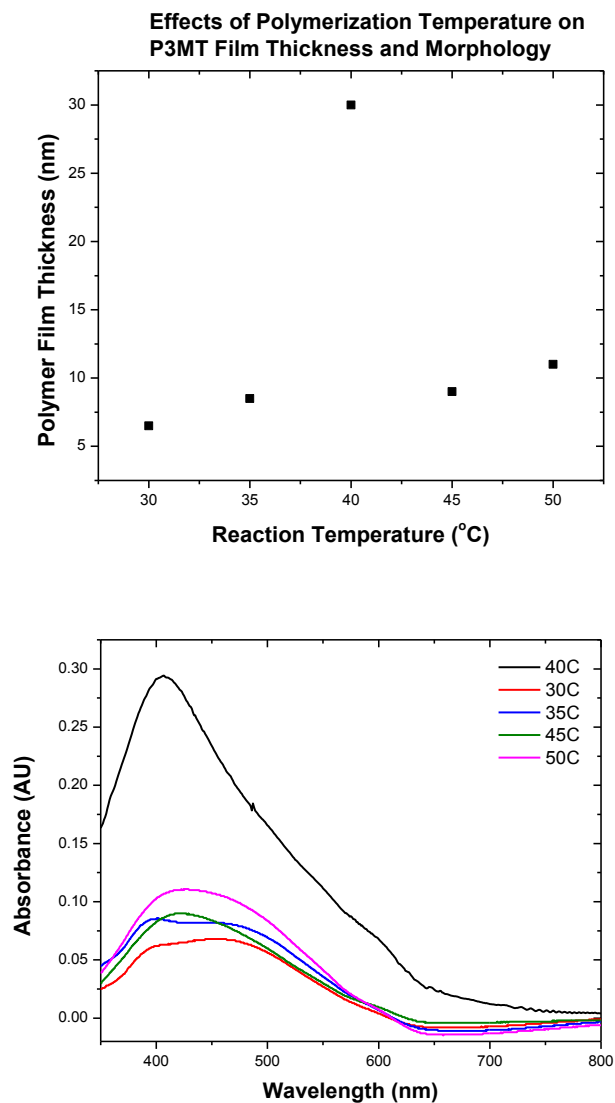 Effects of Polymerization Temperature on
P3MT Film Thickness and Morphology
Polymer Film Thickness (nm)
30
25
20
15
10
5
30 35 40 45 50
Reaction Temperature (°C)
Absorbance (AU)
0.30
0.25
0.20
0.15
0.10
0.05
0.00
40C
30C
35C
45C
50C
400 500 600 700 800
Wavelength (nm)